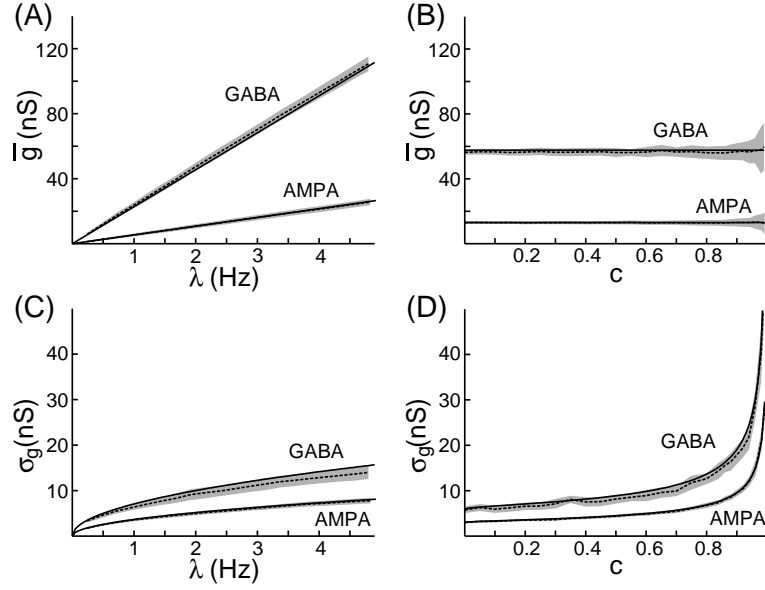 (A)
120
80
40
g (nS)
GABA
AMPA
1 2 3 4
λ (Hz)
(B)
120
80
40
g (nS)
GABA
AMPA
0.2 0.4 0.6 0.8
c
(C)
40
30
20
10
σg(nS)
GABA
AMPA
1 2 3 4
λ (Hz)
(D)
40
30
20
10
σg(nS)
GABA
AMPA
0.2 0.4 0.6 0.8
c